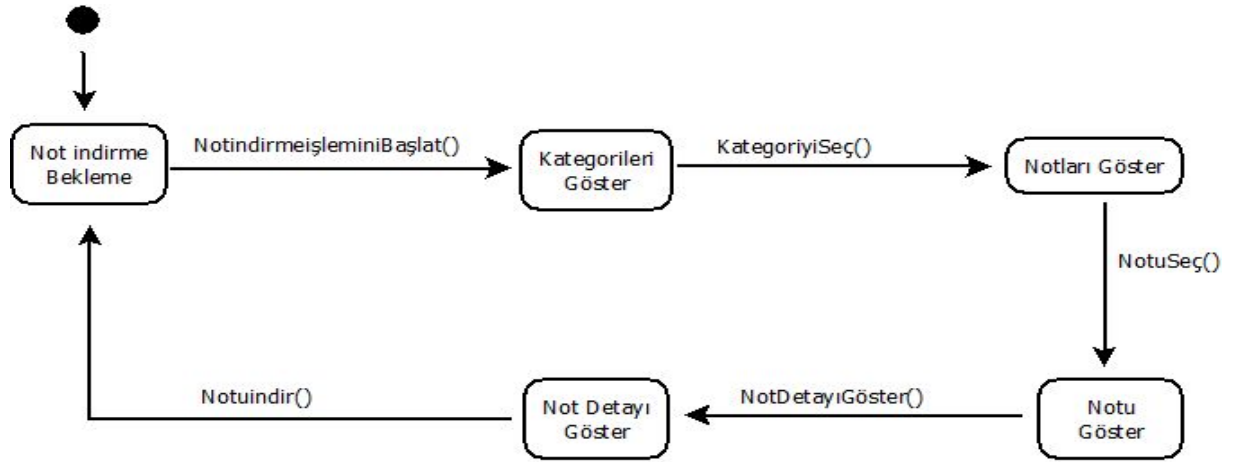 Not indirme
Bekleme
NotindirmeişleminiBaşlat()
Kategorileri
Göster
KategoriyiSeç()
Notları Göster
NotuSeç()
Notu
Göster
NotDetayıGöster()
Not Detayı
Göster
Notuindir()